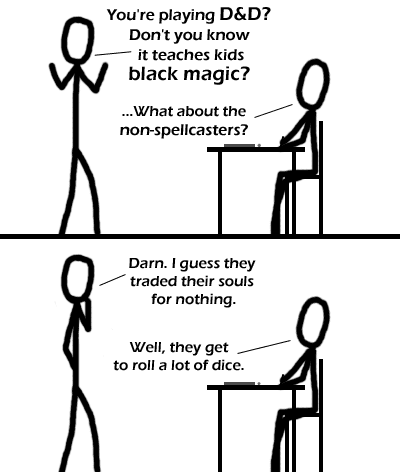 You're playing D&D?
Don't you know
it teaches kids
black magic?
...What about the
non-spellcasters?
Darn. I guess they
traded their souls
for nothing.
Well, they get
to roll a lot of dice.